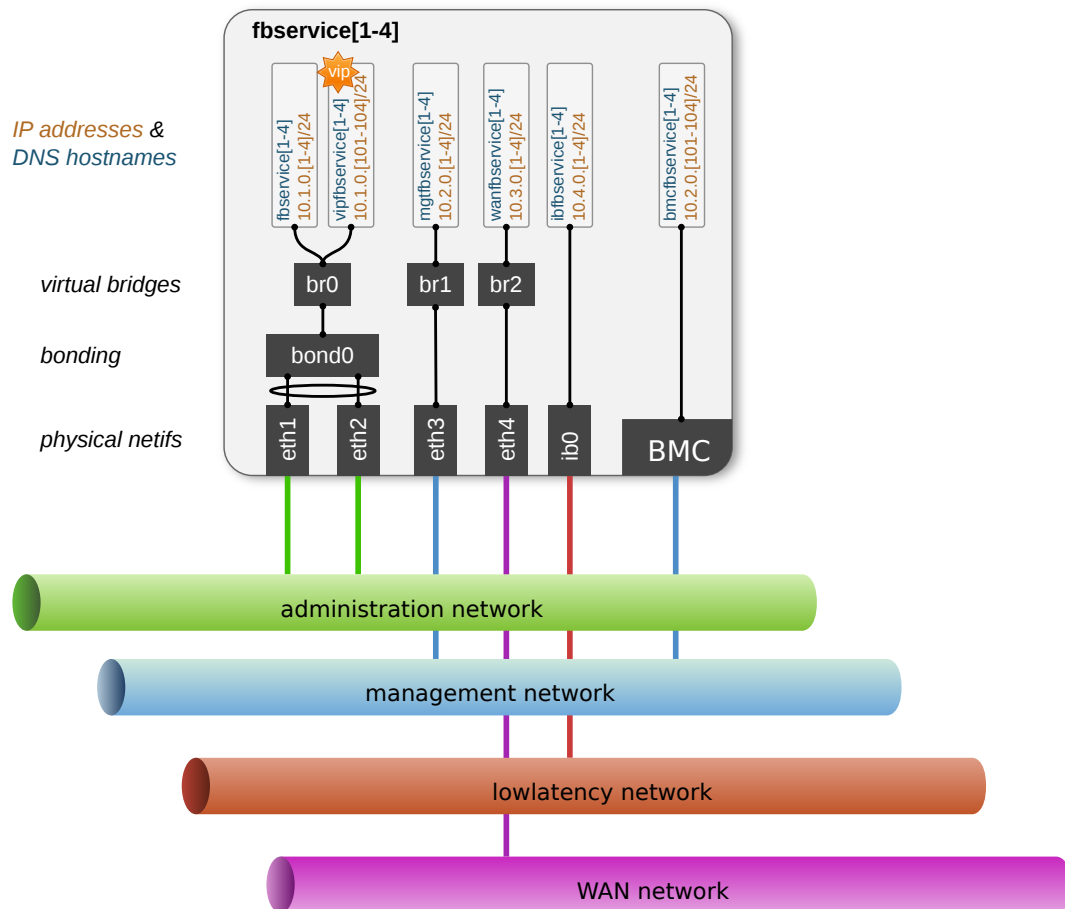 fbservice[1-4]
vip
IP addresses &
DNS hostnames
fbservice[1-4]
10.1.0.[1-4]/24
vipfbservice[1-4]
10.1.0.[101-104]/24
mgtfbservice[1-4]
10.2.0.[1-4]/24
wanfbservice[1-4]
10.3.0.[1-4]/24
ibfbservice[1-4]
10.4.0.[1-4]/24
bmcfbservice[1-4]
10.2.0.[101-104]/24
virtual bridges
br0
br1
br2
bonding
bond0
physical netifs
eth1
eth2
eth3
eth4
ib0
BMC
administration network
management network
lowlatency network
WAN network